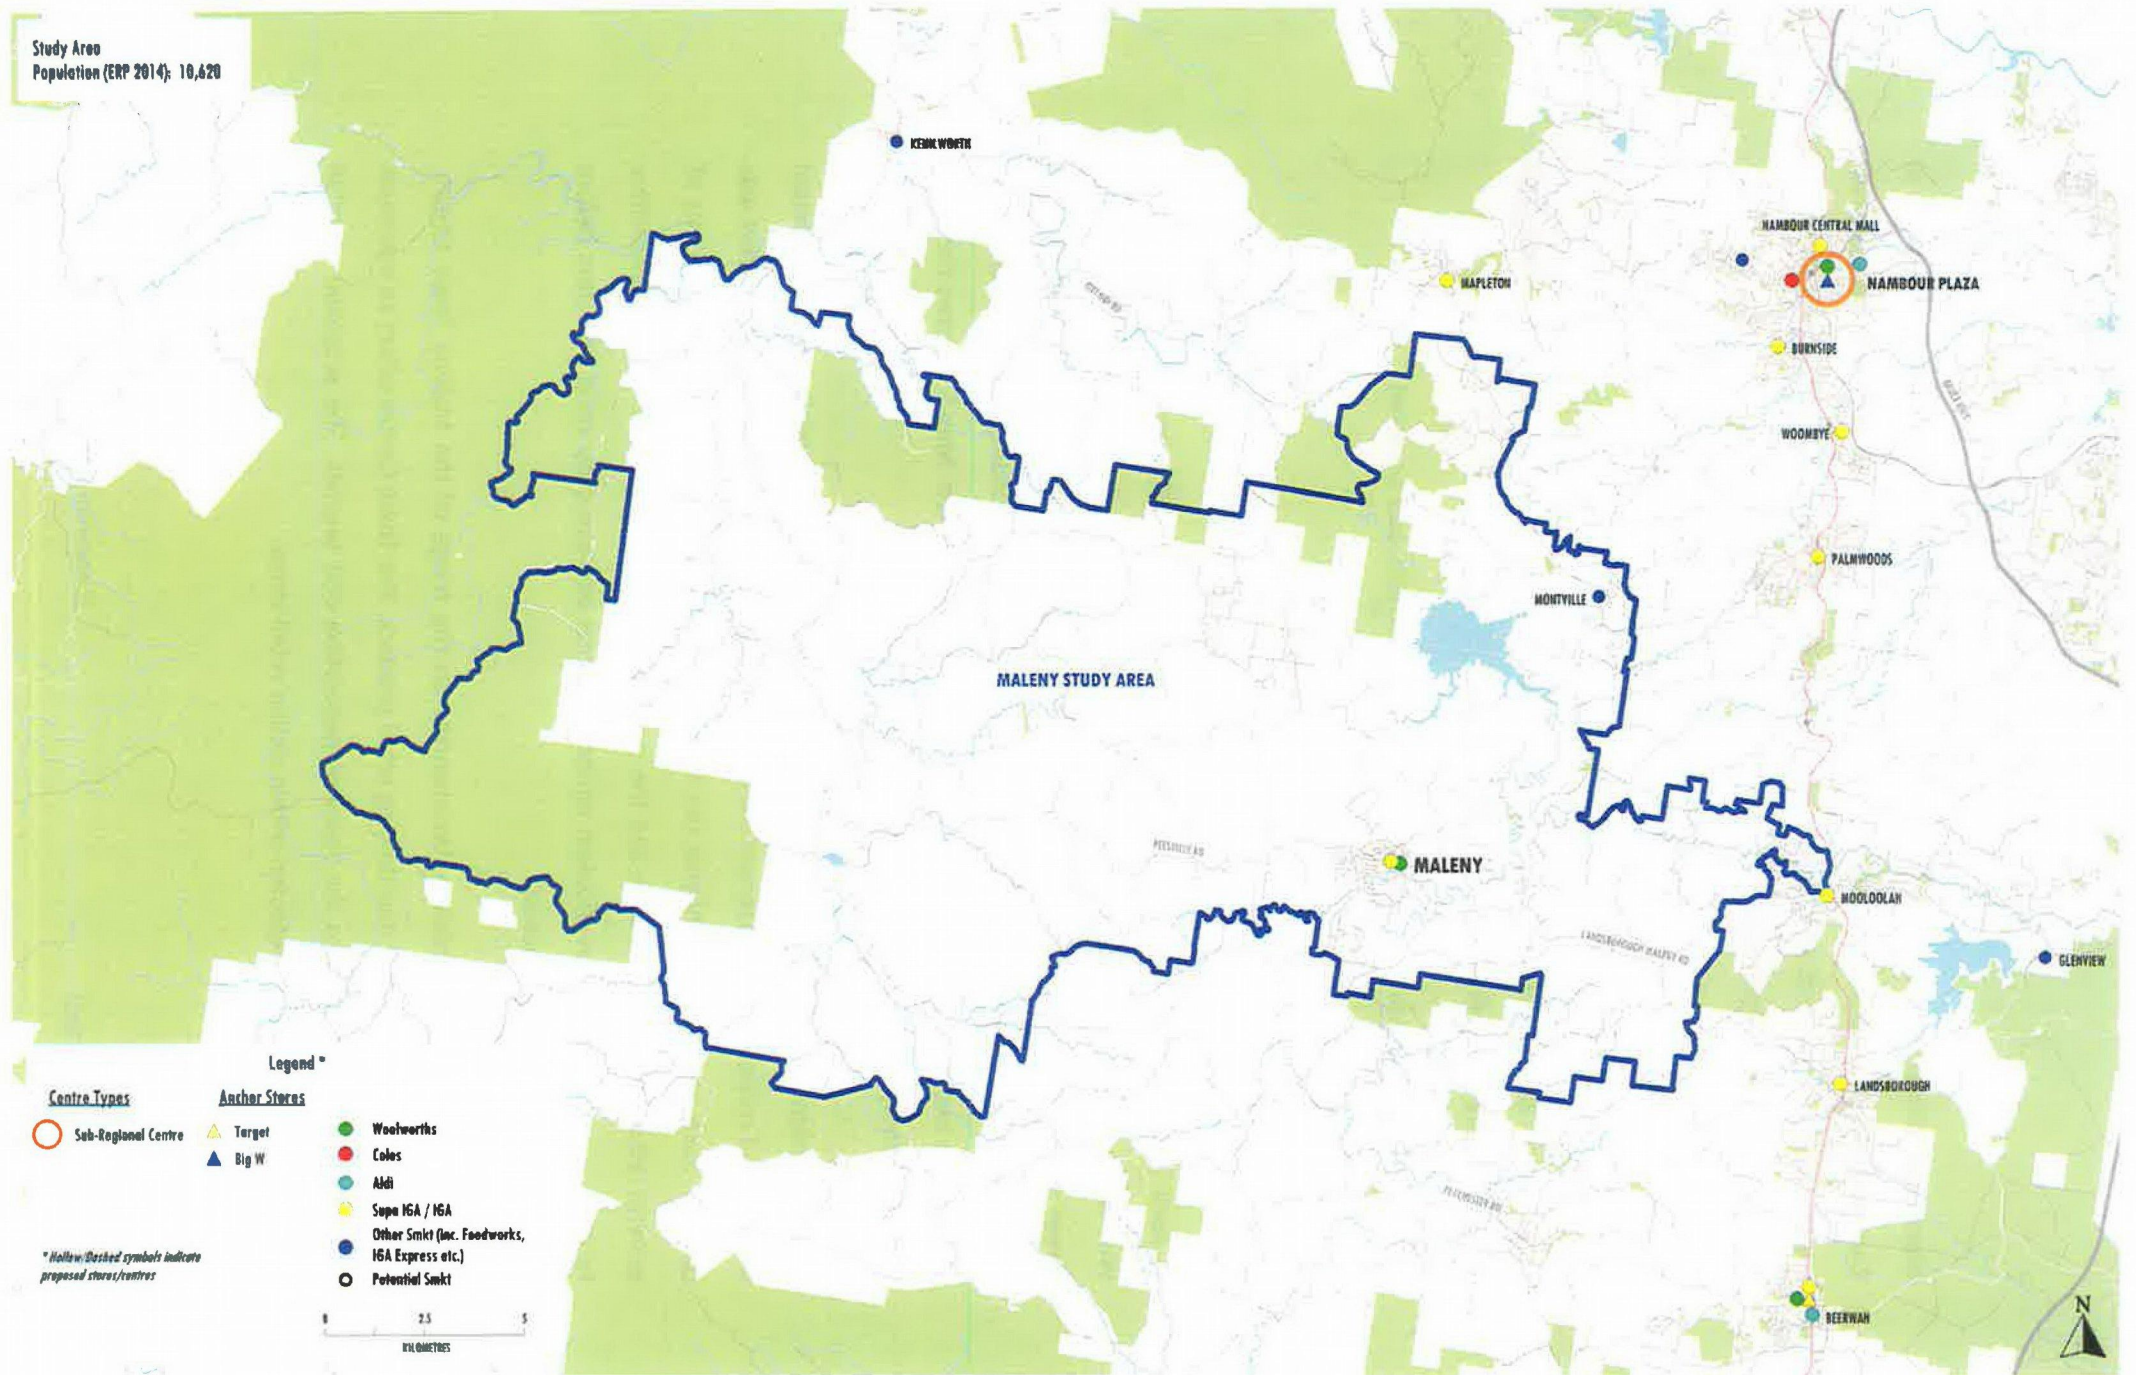 Study Area
Population (ERP 2014): 10,620
KENILWORTH
NAMBOUR CENTRAL MALL
MAPLETON
NAMBOUR PLAZA
BURNSIDE
WOOMBYE
PALMWOODS
MONTVILLE
MALENY STUDY AREA
MALENY
MOOLOOLAH
LANDSBOROUGH MALENY RD
GLENVIEW
LANDSBOROUGH
BEERWAH
N
Legend *
Centre Types
Anchor Stores
Sub-Regional Centre
Target
Big W
Woolworths
Coles
Aldi
Supa IGA / IGA
Other Smkt (inc. Foodworks,
IGA Express etc.)
Potential Smkt
* Hollow/Dashed symbols indicate
proposed stores/centres
0 2.5 5
KILOMETRES